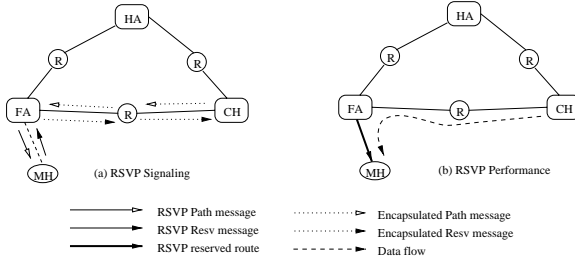 HA
R
R
FA
R
CH
MH
(a) RSVP Signaling
HA
R
R
FA
R
CH
MH
(b) RSVP Performance
RSVP Path message
RSVP Resv message
RSVP reserved route
Encapsulated Path message
Encapsulated Resv message
Data flow